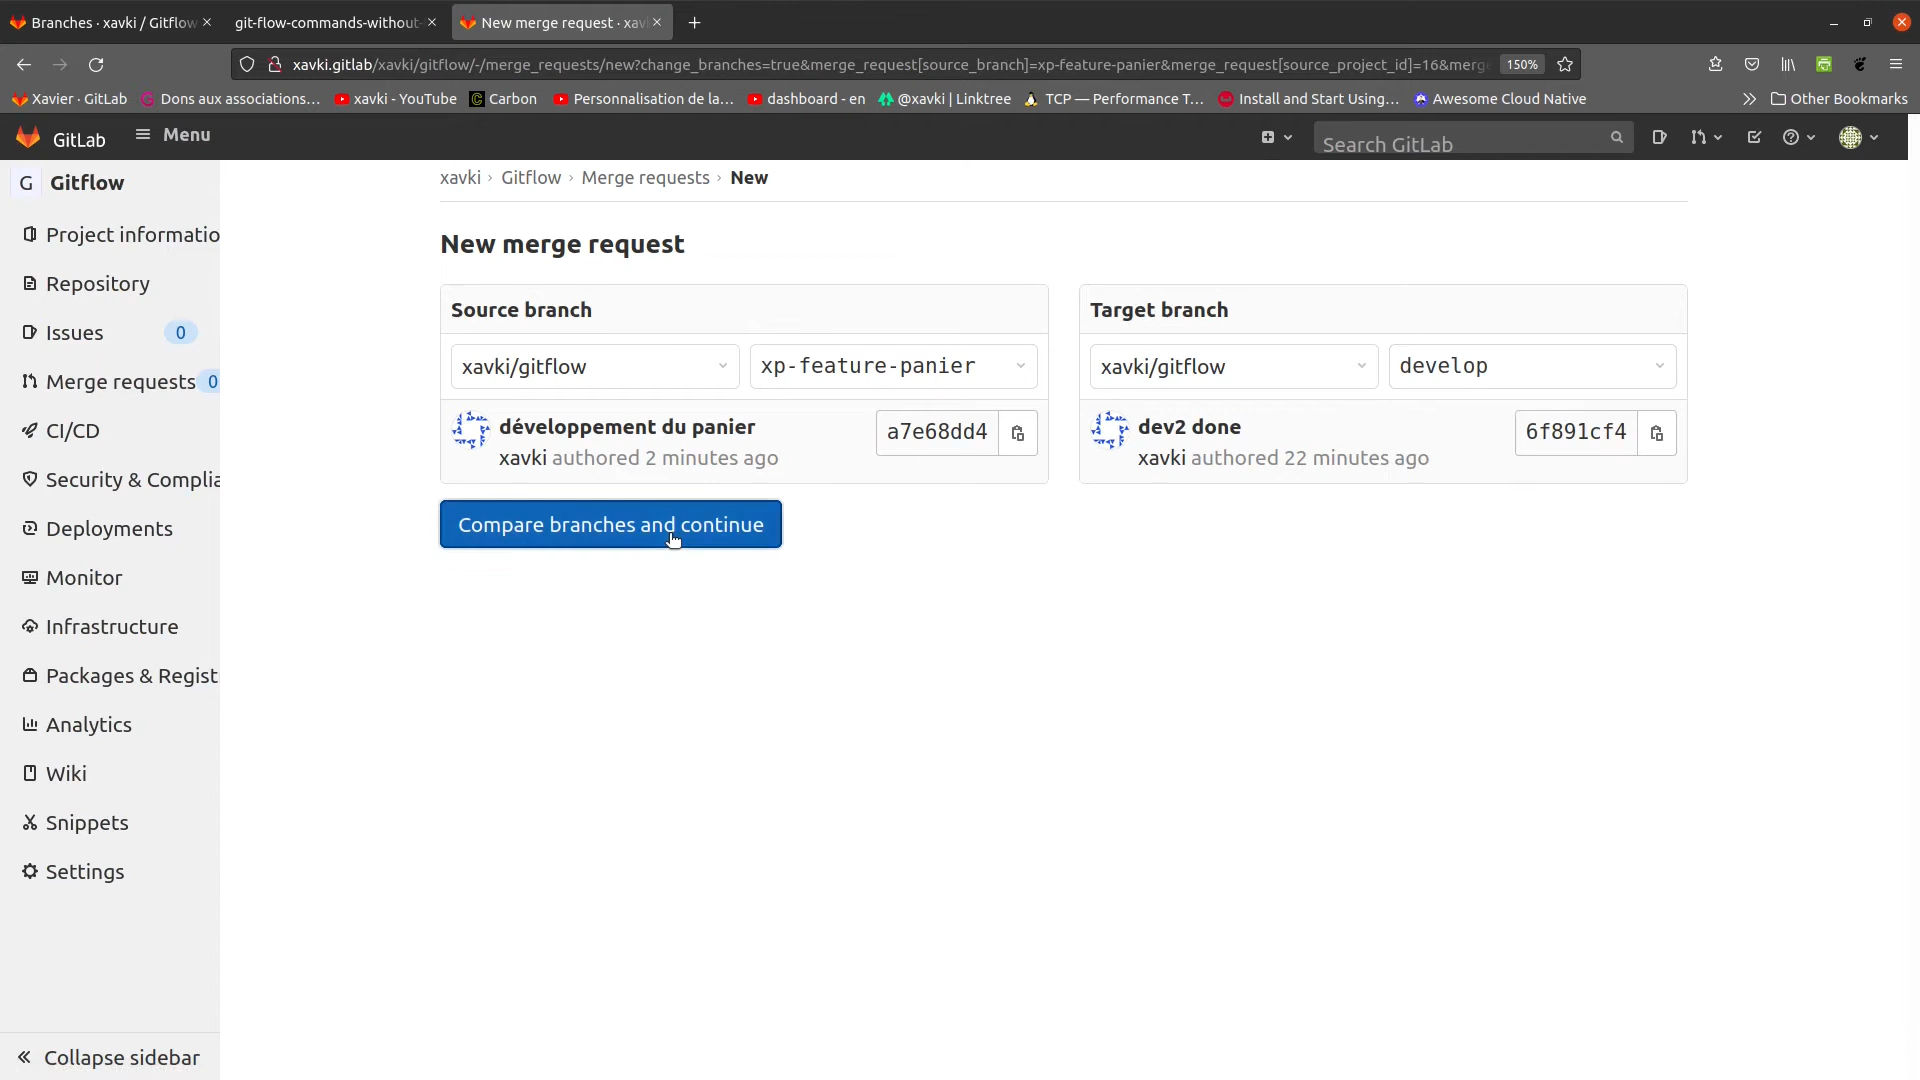 Branches · xavki / Gitflow
git-flow-commands-without-
New merge request · xav
xavki.gitlab/xavki/gitflow/-/merge_requests/new?change_branches=true&merge_request[source_branch]=xp-feature-panier&merge_request[source_project_id]=16&merg
150%
Xavier · GitLab
Dons aux associations...
xavki - YouTube
Carbon
Personnalisation de la...
dashboard - en
@xavki | Linktree
TCP — Performance T...
Install and Start Using...
Awesome Cloud Native
Other Bookmarks
GitLab
Menu
Search GitLab
G Gitflow
Project informatio
Repository
Issues 0
Merge requests 0
CI/CD
Security & Complia
Deployments
Monitor
Infrastructure
Packages & Regist
Analytics
Wiki
Snippets
Settings
Collapse sidebar
xavki › Gitflow › Merge requests › New
New merge request
Source branch
xavki/gitflow
xp-feature-panier
développement du panier
xavki authored 2 minutes ago
a7e68dd4
Target branch
xavki/gitflow
develop
dev2 done
xavki authored 22 minutes ago
6f891cf4
Compare branches and continue